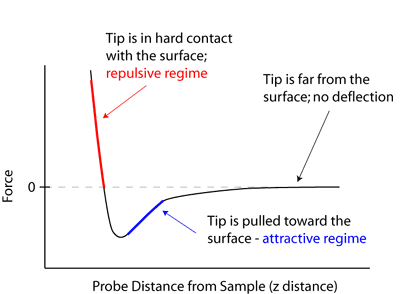 Tip is in hard contact
with the surface;
repulsive regime
Tip is far from the
surface; no deflection
Force
0
Tip is pulled toward the
surface - attractive regime
Probe Distance from Sample (z distance)